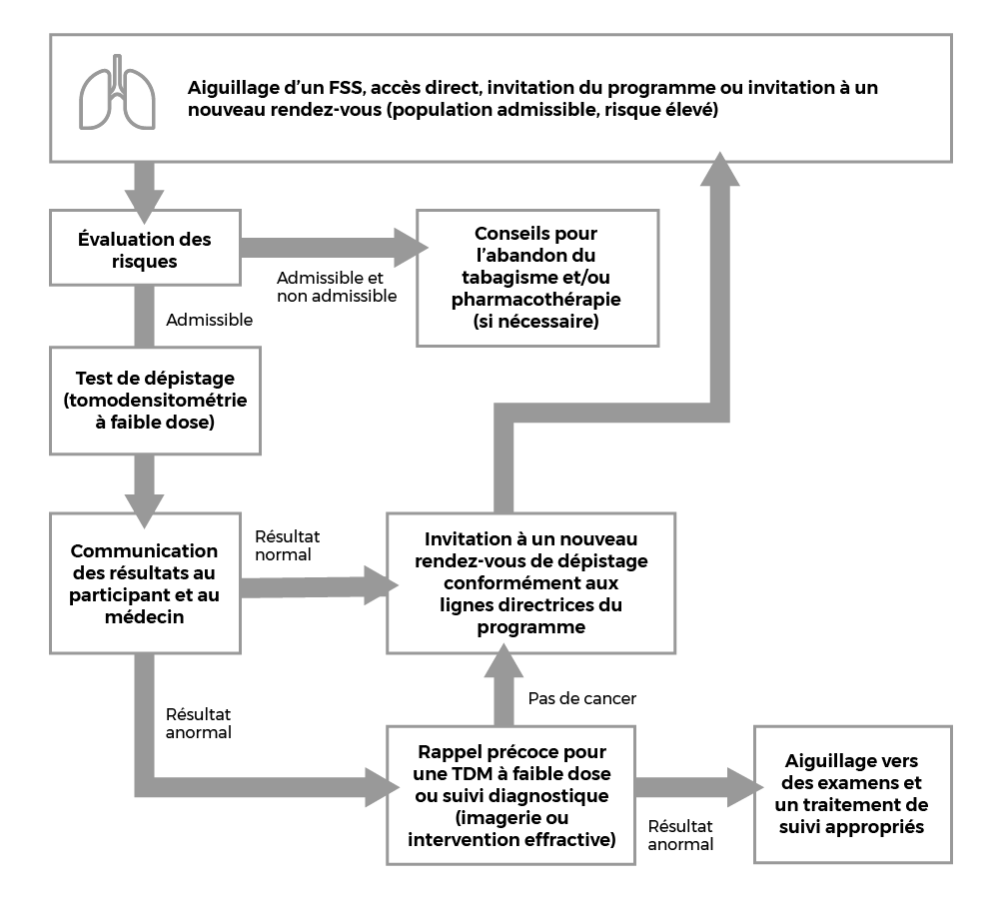 Aiguillage d’un FSS, accès direct, invitation du programme ou invitation à un
nouveau rendez-vous (population admissible, risque élevé)
Évaluation des
risques
Admissible et
non admissible
Conseils pour
l’abandon du
tabagisme et/ou
pharmacothérapie
(si nécessaire)
Admissible
Test de dépistage
(tomodensitométrie
à faible dose)
Communication
des résultats au
participant et au
médecin
Résultat
normal
Invitation à un nouveau
rendez-vous de dépistage
conformément aux
lignes directrices du
programme
Résultat
anormal
Pas de cancer
Rappel précoce pour
une TDM à faible dose
ou suivi diagnostique
(imagerie ou
intervention effractive)
Résultat
anormal
Aiguillage vers
des examens et
un traitement de
suivi appropriés